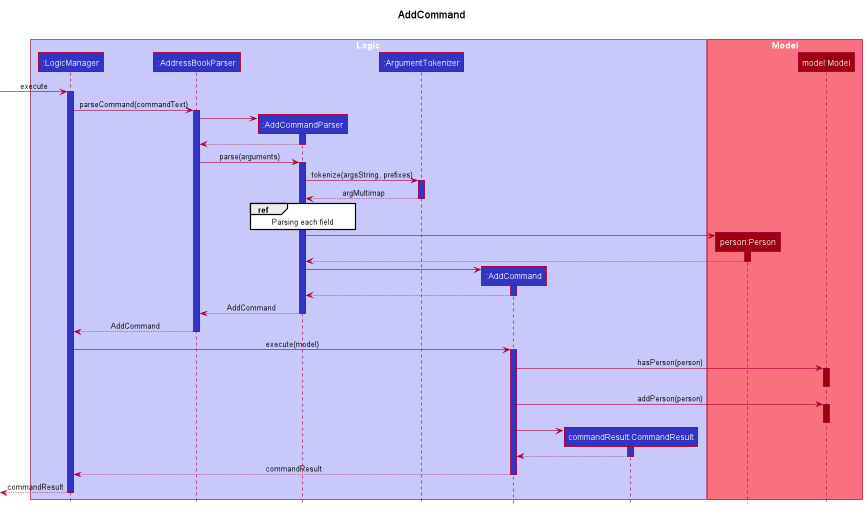 AddCommand
Logic
Model
:LogicManager
:AddressBookParser
:ArgumentTokenizer
model:Model
execute
parseCommand(commandText)
:AddCommandParser
parse(arguments)
tokenize(argsString, prefixes)
argMultimap
ref
Parsing each field
person:Person
:AddCommand
AddCommand
AddCommand
execute(model)
hasPerson(person)
addPerson(person)
commandResult:CommandResult
commandResult
commandResult